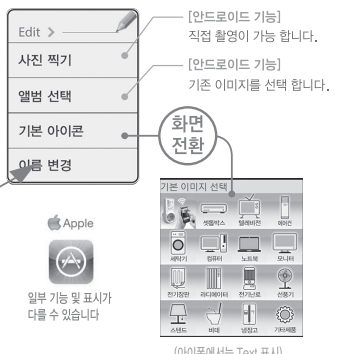 Edit >
사진 찍기
앨범 선택
기본 아이콘
이름 변경
[안드로이드 기능]
직접 촬영이 가능 합니다.
[안드로이드 기능]
기존 이미지를 선택 합니다.
화면
전환
Apple
일부 기능 및 표시가
다를 수 있습니다
기본 이미지 선택
셋톱박스 텔레비전 에어컨
세탁기 컴퓨터 노트북 모니터
전기장판 라디에이터 전기난로 선풍기
스탠드 비데 냉장고 기타제품
(아이폰에서는 Text 표시)